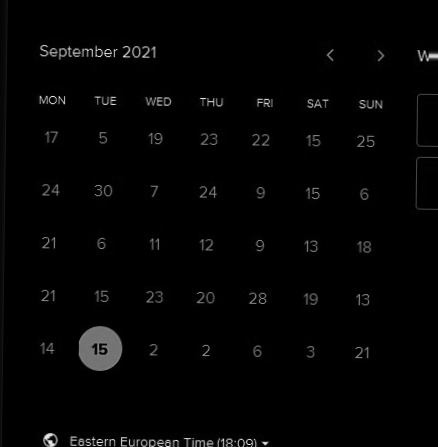 September 2021
W
MON TUE WED THU FRI SAT SUN
17 5 19 23 22 15 25
24 30 7 24 9 15 6
21 6 11 12 9 13 18
21 15 23 20 28 19 13
14 15 2 2 6 3 21
Eastern European Time (18:09)